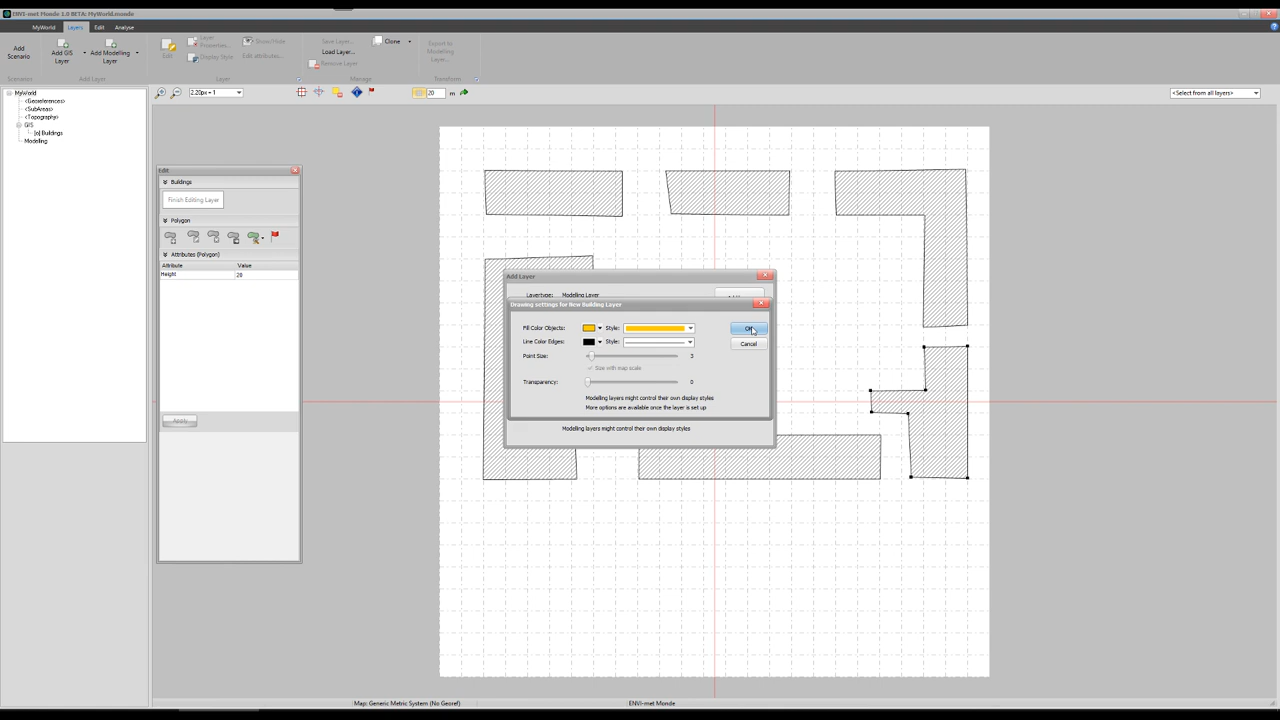 ENVI-met Monde 1.0 BETA: MyWorld.monde
MyWorld Layers Edit Analyse
Add Scenario
Add GIS Layer
Add Modelling Layer
Edit
Layer Properties...
Display Style
Show/Hide
Edit attributes...
Save Layer...
Load Layer...
Remove Layer
Clone
Export to Modelling Layer...
Scenarios Add Layer Layer Manage Transform
2.20px = 1
20 m
<Select from all layers>
MyWorld
<Georeferences>
<SubAreas>
<Topography>
GIS
[o] Buildings
Modeling
Edit
Buildings
Finish Editing Layer
Polygon
Attributes (Polygon)
Attribute Value
Height 20
Apply
Add Layer
Layertype: Modelling Layer
Drawing settings for New Building Layer
Fill Color Objects: Style:
OK
Line Color Edges: Style:
Cancel
Point Size: 3
Size with map scale
Transparency: 0
Modelling layers might control their own display styles
More options are available once the layer is set up
Modelling layers might control their own display styles
Map: Generic Metric System (No Georef)
ENVI-met Monde